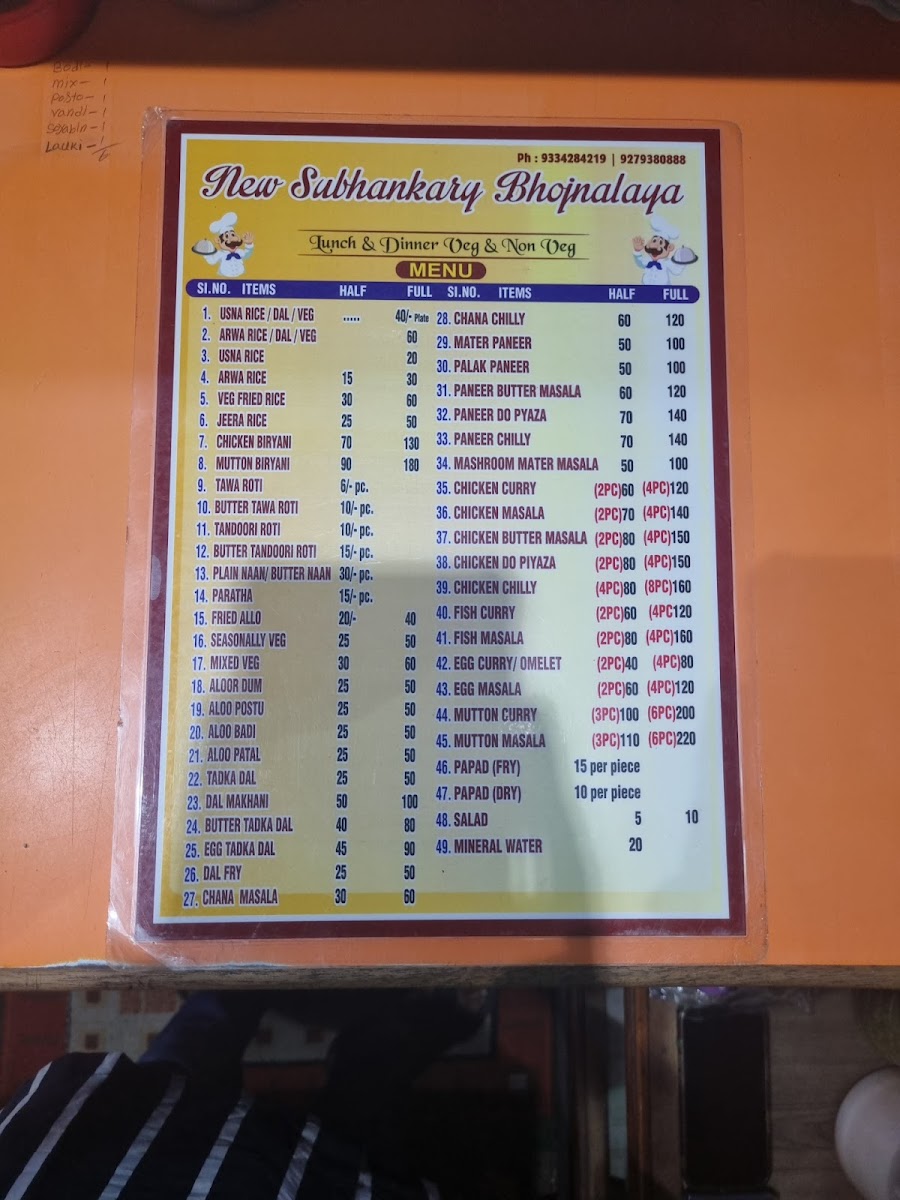 Badi - 1
mix - 1
posto - 1
vandi - 1
Lauki - 1
6
Ph : 9334284219 | 9279380888
New Subhankary Bhojnalaya
Lunch & Dinner Veg & Non Veg
MENU
SI.NO. ITEMS HALF FULL
1. USNA RICE / DAL / VEG ..... 40/- Plate
2. ARWA RICE / DAL / VEG 60
3. USNA RICE 20
4. ARWA RICE 15 30
5. VEG FRIED RICE 30 60
6. JEERA RICE 25 50
7. CHICKEN BIRYANI 70 130
8. MUTTON BIRYANI 90 180
9. TAWA ROTI 6/- pc.
10. BUTTER TAWA ROTI 10/- pc.
11. TANDOORI ROTI 10/- pc.
12. BUTTER TANDOORI ROTI 15/- pc.
13. PLAIN NAAN/ BUTTER NAAN 30/- pc.
14. PARATHA 15/- pc.
15. FRIED ALLO 20/- 40
16. SEASONALLY VEG 25 50
17. MIXED VEG 30 60
18. ALOOR DUM 25 50
19. ALOO POSTU 25 50
20. ALOO BADI 25 50
21. ALOO PATAL 25 50
22. TADKA DAL 25 50
23. DAL MAKHANI 50 100
24. BUTTER TADKA DAL 40 80
25. EGG TADKA DAL 45 90
26. DAL FRY 25 50
27. CHANA MASALA 30 60
SI.NO. ITEMS HALF FULL
28. CHANA CHILLY 60 120
29. MATER PANEER 50 100
30. PALAK PANEER 50 100
31. PANEER BUTTER MASALA 60 120
32. PANEER DO PYAZA 70 140
33. PANEER CHILLY 70 140
34. MASHROOM MATER MASALA 50 100
35. CHICKEN CURRY (2PC)60 (4PC)120
36. CHICKEN MASALA (2PC)70 (4PC)140
37. CHICKEN BUTTER MASALA (2PC)80 (4PC)150
38. CHICKEN DO PIYAZA (2PC)80 (4PC)150
39. CHICKEN CHILLY (4PC)80 (8PC)160
40. FISH CURRY (2PC)60 (4PC120
41. FISH MASALA (2PC)80 (4PC)160
42. EGG CURRY/ OMELET (2PC)40 (4PC)80
43. EGG MASALA (2PC)60 (4PC)120
44. MUTTON CURRY (3PC)100 (6PC)200
45. MUTTON MASALA (3PC)110 (6PC)220
46. PAPAD (FRY) 15 per piece
47. PAPAD (DRY) 10 per piece
48. SALAD 5 10
49. MINERAL WATER 20